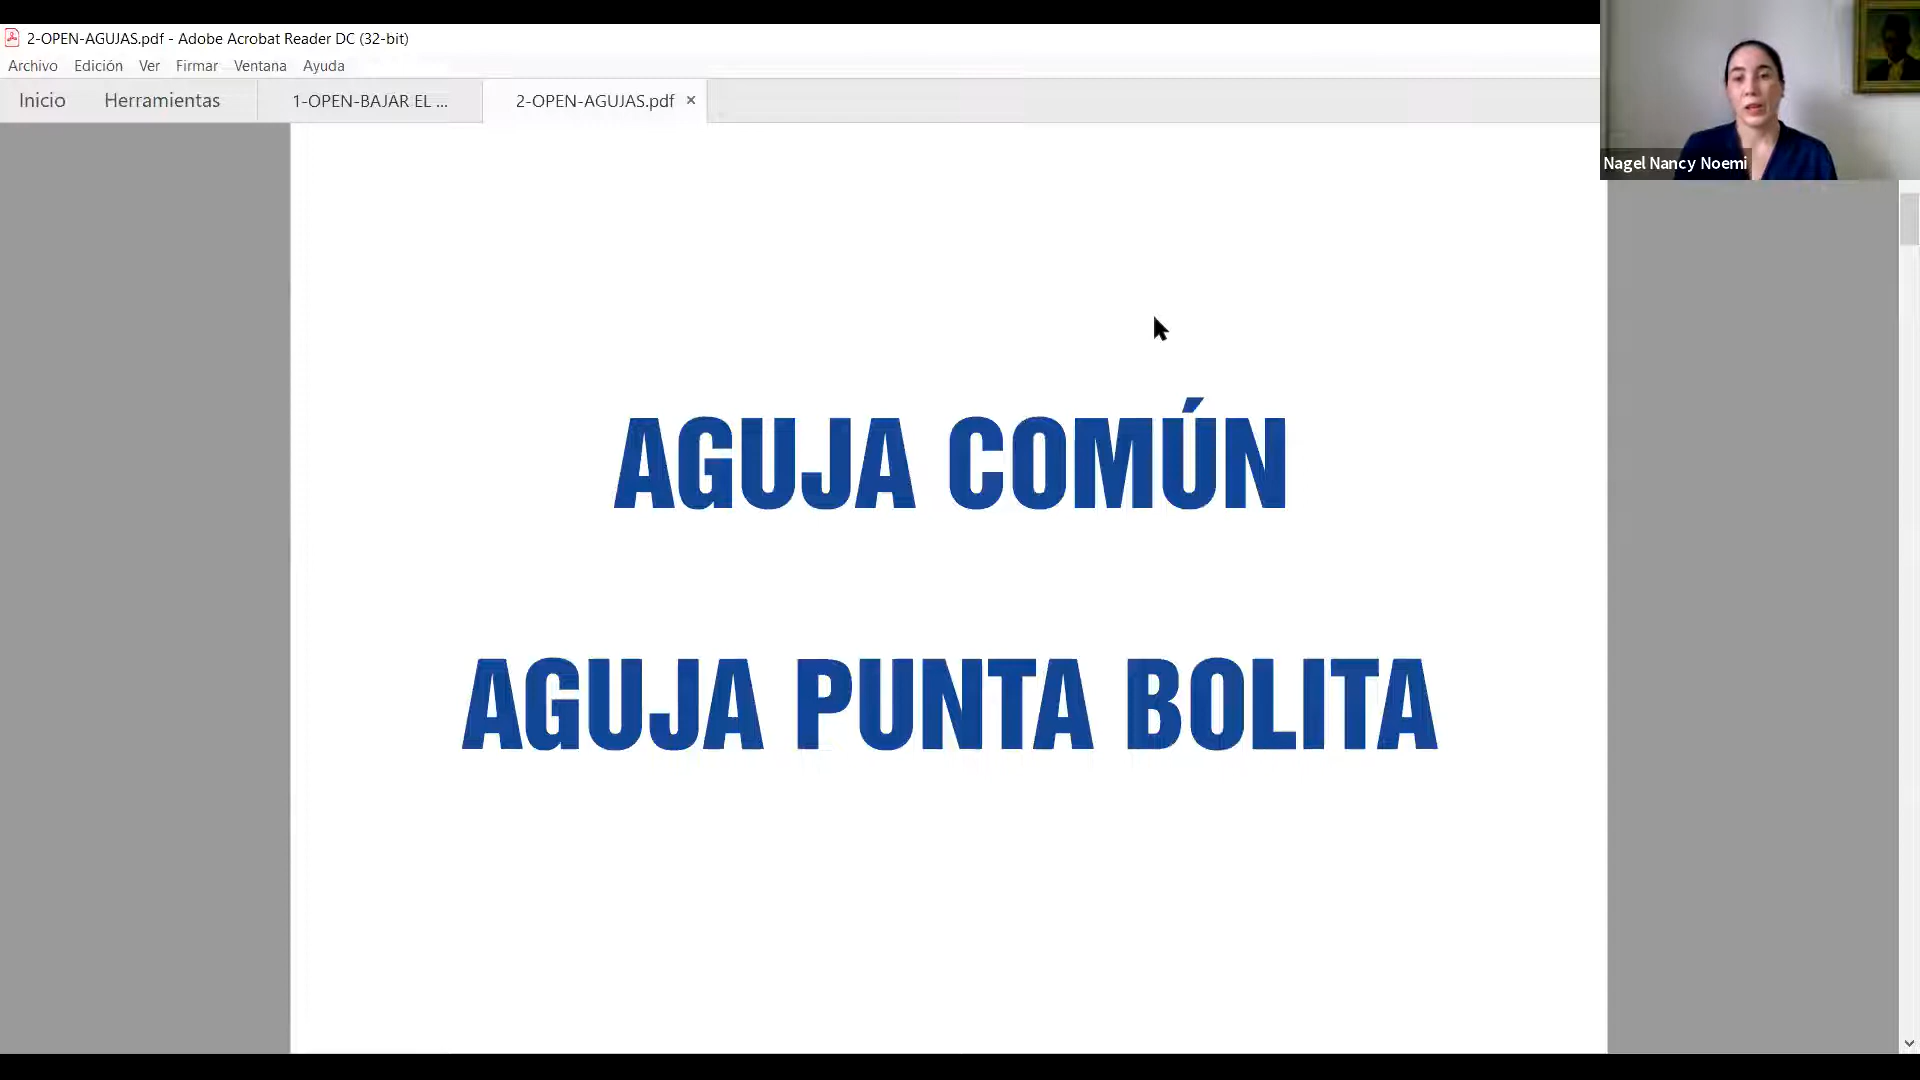 2-OPEN-AGUJAS.pdf - Adobe Acrobat Reader DC (32-bit)
Archivo Edición Ver Firmar Ventana Ayuda
Inicio Herramientas 1-OPEN-BAJAR EL ... 2-OPEN-AGUJAS.pdf ×
Nagel Nancy Noemi
AGUJA COMÚN
AGUJA PUNTA BOLITA